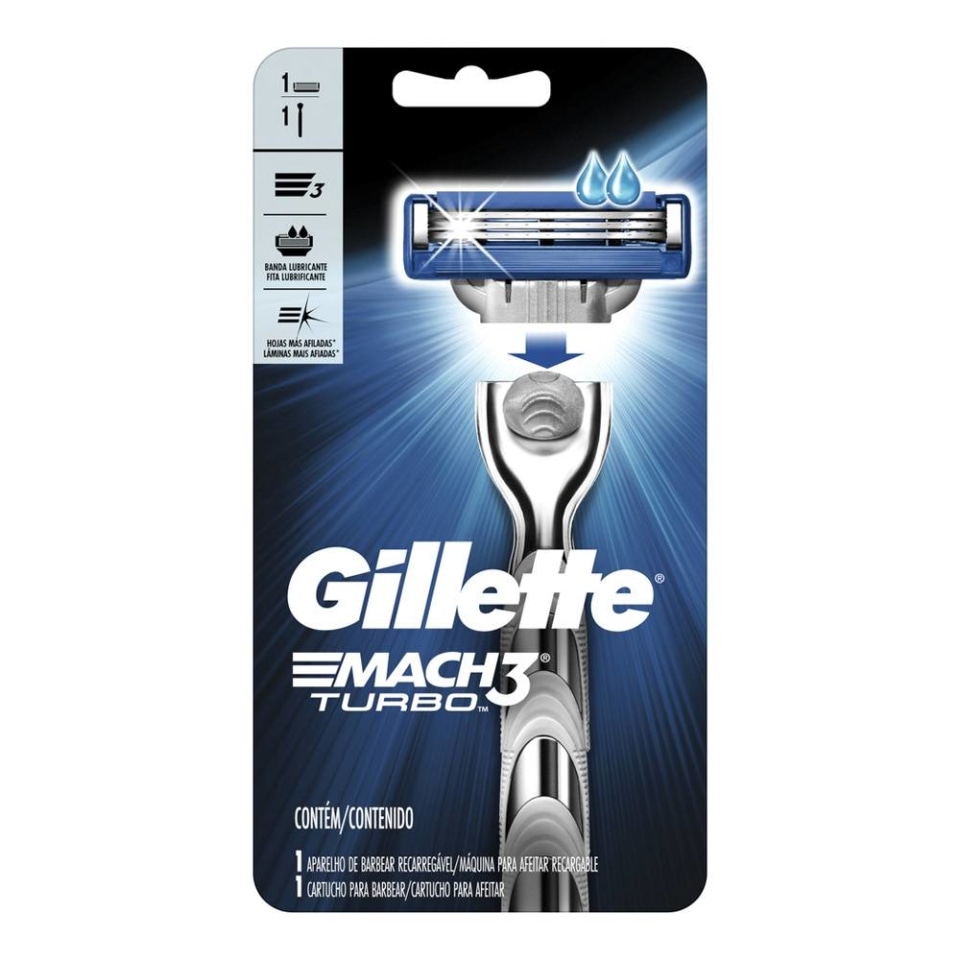 1
1
3
BANDA LUBRICANTE
FITA LUBRIFICANTE
HOJAS MÁS AFILADAS*
LÂMINAS MAIS AFIADAS*
Gillette®
MACH3®
TURBO™
CONTÉM/CONTENIDO
1 APARELHO DE BARBEAR RECARREGÁVEL/MÁQUINA PARA AFEITAR RECARGABLE
1 CARTUCHO PARA BARBEAR/CARTUCHO PARA AFEITAR